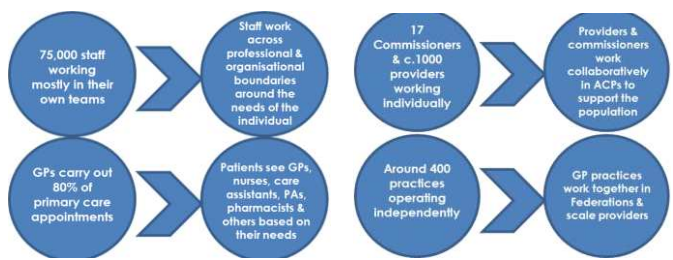 75,000 staff
working
mostly in their
own teams
Staff work
across
professional &
organisational
boundaries
around the
needs of the
individual
17
Commissioners
& c.1000
providers
working
individually
Providers &
commissioners
work
collaboratively
in ACPs to
support the
population
GPs carry out
80% of
primary care
appointments
Patients see GPs,
nurses, care
assistants, PAs,
pharmacists &
others based on
their needs
Around 400
practices
operating
independently
GP practices
work together in
Federations &
scale providers